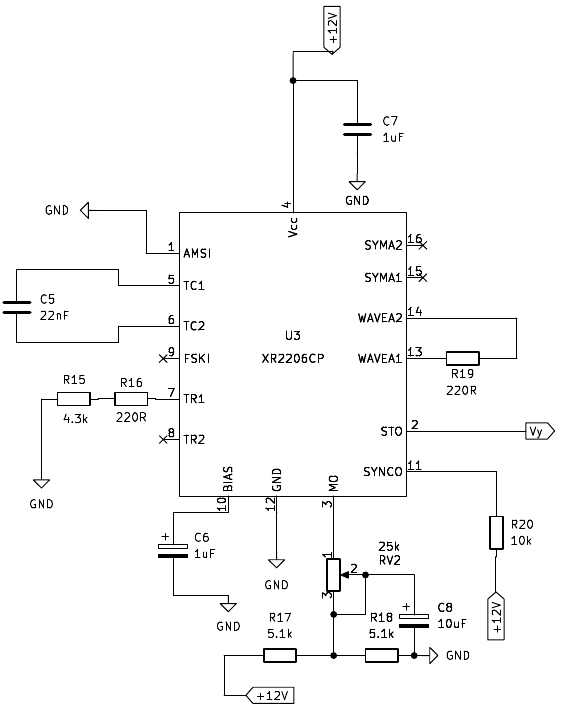 +12V
C7
1uF
GND
4
Vcc
GND
1
AMSI
SYMA2
16
5
TC1
SYMA1
15
C5
22nF
6
TC2
WAVEA2
14
U3
XR2206CP
9
FSKI
WAVEA1
13
R15
4.3k
R16
220R
7
TR1
R19
220R
8
TR2
STO
2
Vy
SYNCO
11
GND
BIAS
GND
MO
10
12
3
+
C6
1uF
R20
10k
1
2
3
25k
RV2
GND
GND
+
C8
10uF
+12V
R17
5.1k
R18
5.1k
GND
+12V